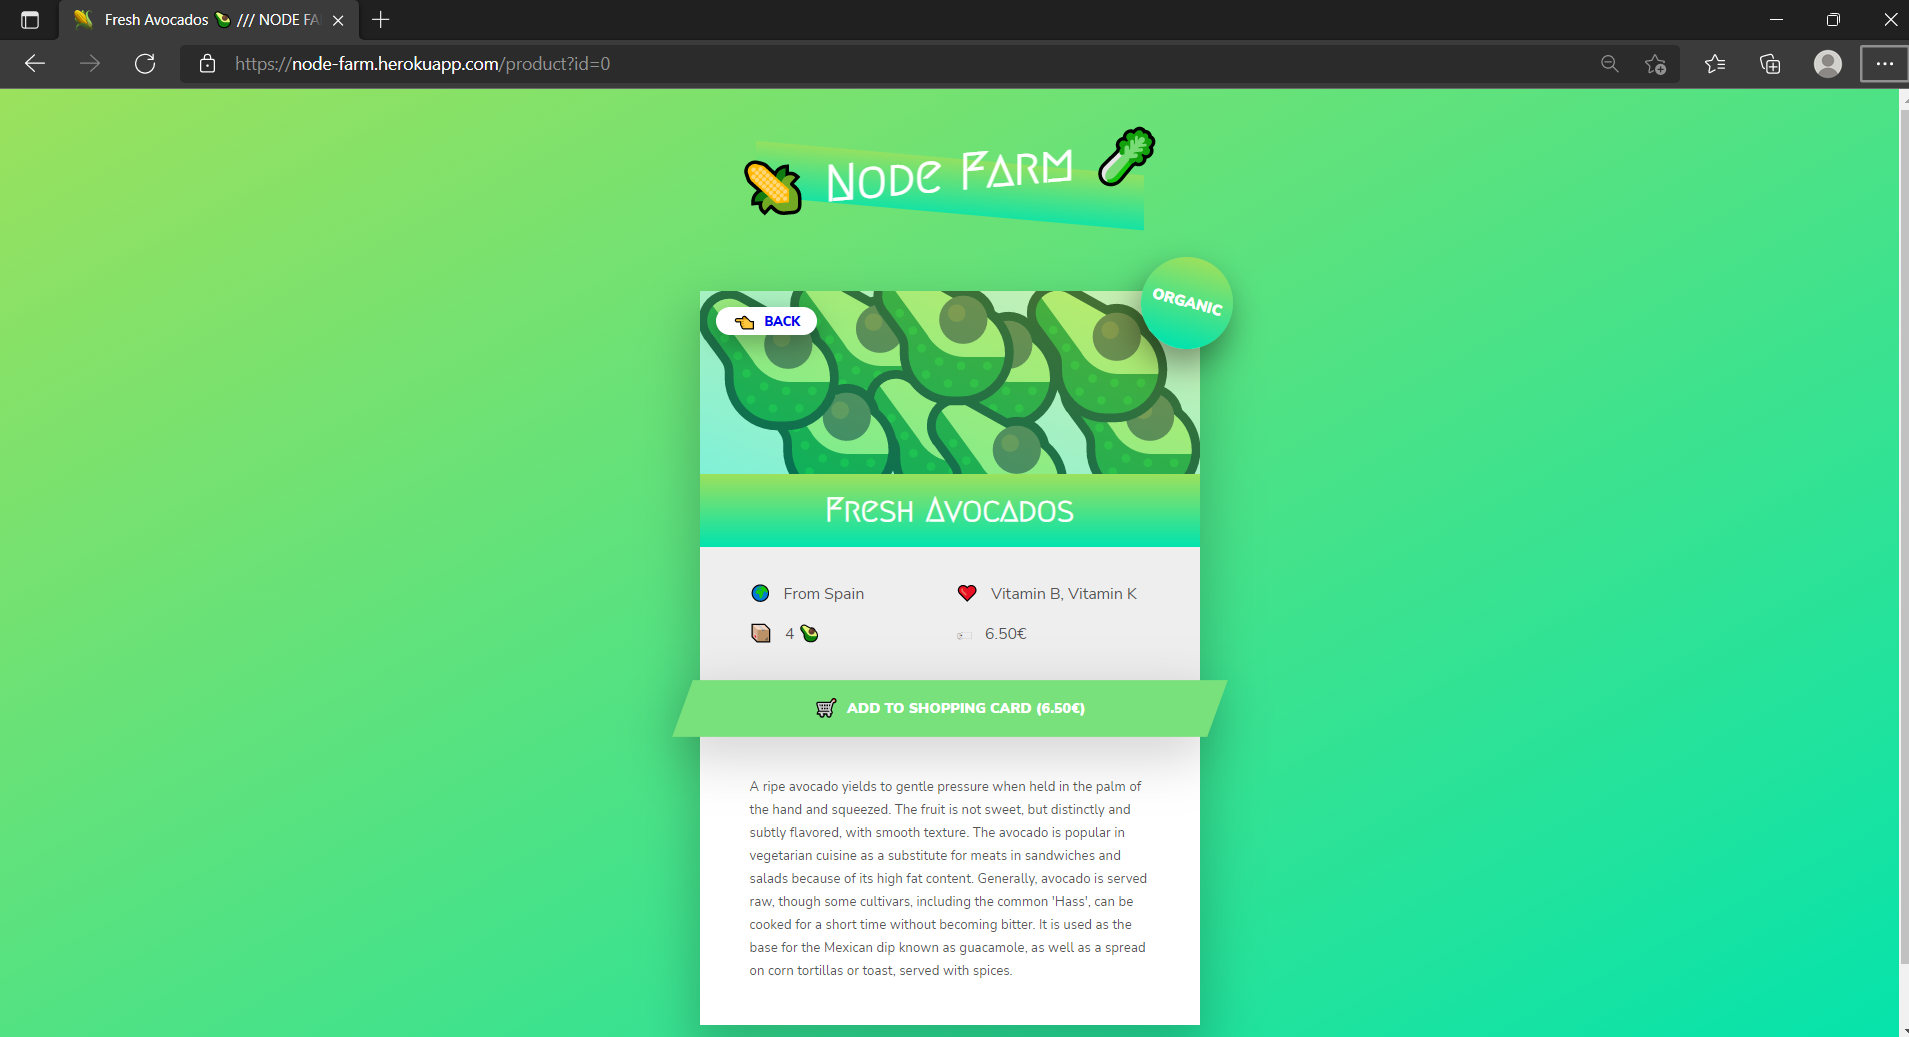 Fresh Avocados 🥑 /// NODE FA
https://node-farm.herokuapp.com/product?id=0
Node Farm
ORGANIC
BACK
Fresh Avocados
From Spain
Vitamin B, Vitamin K
4 🥑
6.50€
ADD TO SHOPPING CARD (6.50€)
A ripe avocado yields to gentle pressure when held in the palm of
the hand and squeezed. The fruit is not sweet, but distinctly and
subtly flavored, with smooth texture. The avocado is popular in
vegetarian cuisine as a substitute for meats in sandwiches and
salads because of its high fat content. Generally, avocado is served
raw, though some cultivars, including the common 'Hass', can be
cooked for a short time without becoming bitter. It is used as the
base for the Mexican dip known as guacamole, as well as a spread
on corn tortillas or toast, served with spices.